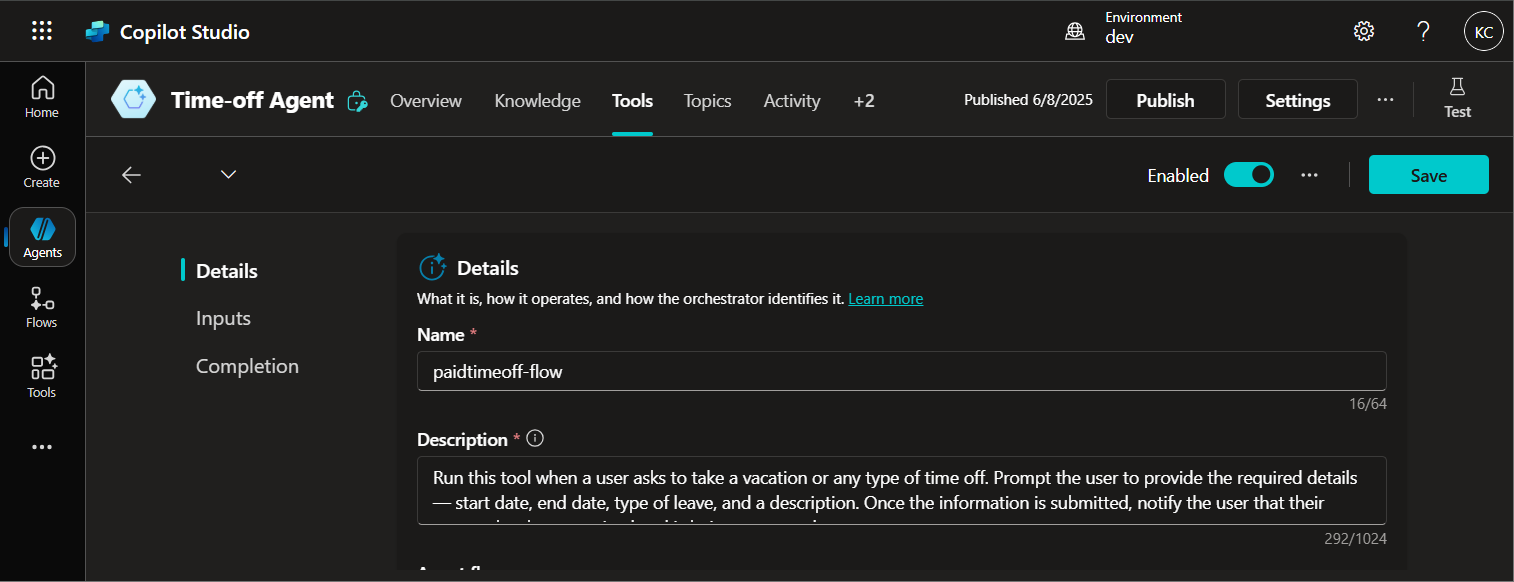 Copilot Studio
Environment
dev
KC
Home
Create
Agents
Flows
Tools
Time-off Agent
Overview
Knowledge
Tools
Topics
Activity
+2
Published 6/8/2025
Publish
Settings
Test
Enabled
Save
Details
Inputs
Completion
Details
What it is, how it operates, and how the orchestrator identifies it. Learn more
Name *
paidtimeoff-flow
16/64
Description *
Run this tool when a user asks to take a vacation or any type of time off. Prompt the user to provide the required details
— start date, end date, type of leave, and a description. Once the information is submitted, notify the user that their
292/1024